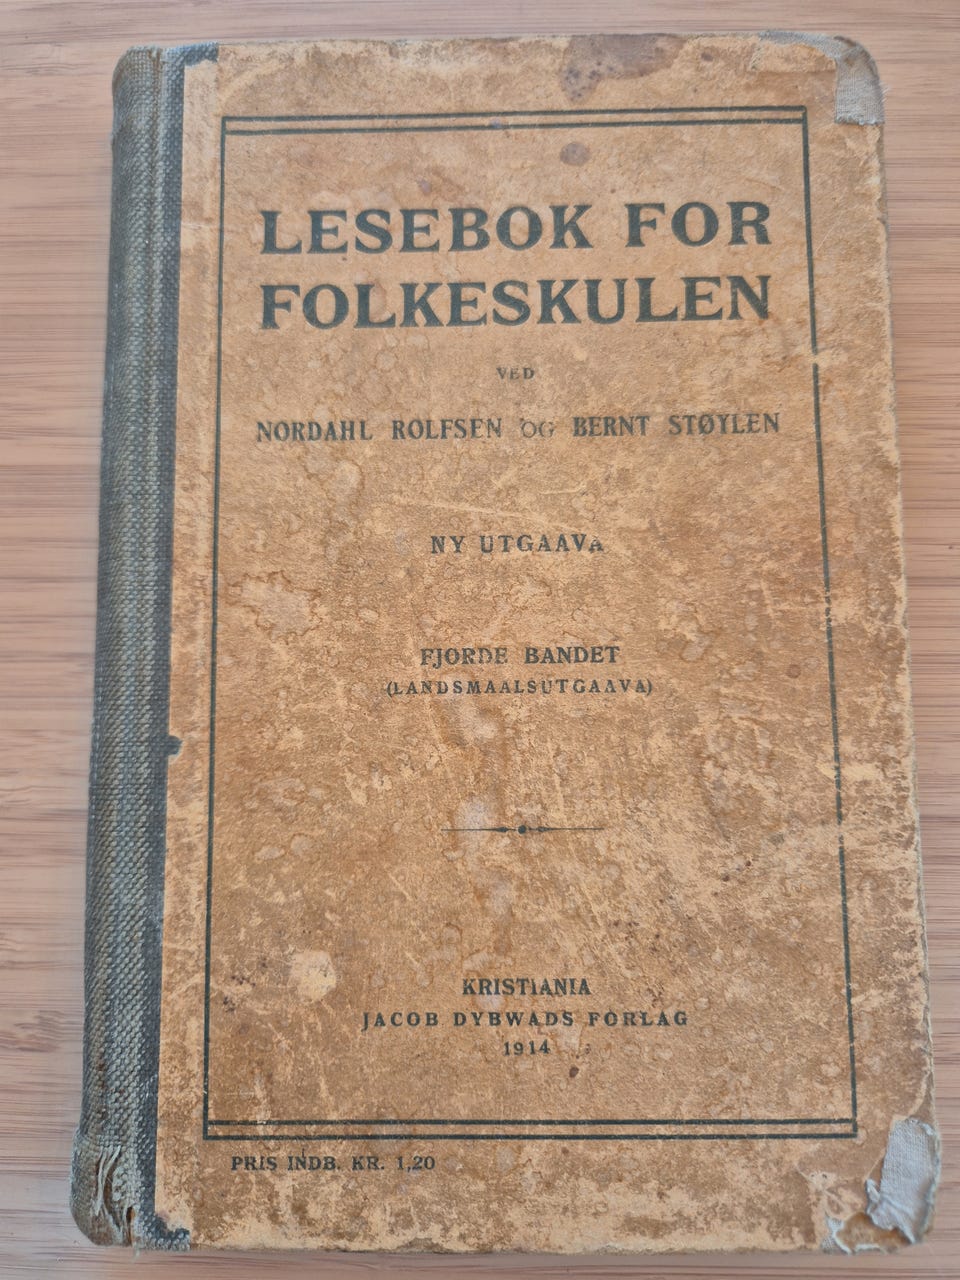 LESEBOK FOR
FOLKESKULEN
VED
NORDAHL ROLFSEN OG BERNT STØYLEN
NY UTGAAVA
FJORDE BANDET
(LANDSMAALSUTGAAVA)
KRISTIANIA
JACOB DYBWADS FORLAG
1914
PRIS INDB. KR. 1,20